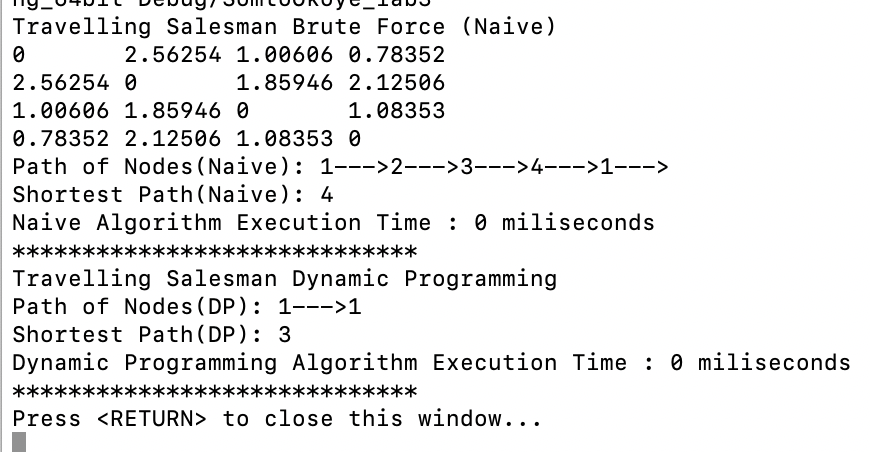 Travelling Salesman Brute Force (Naive)
0       2.56254 1.00606 0.78352
2.56254 0       1.85946 2.12506
1.00606 1.85946 0       1.08353
0.78352 2.12506 1.08353 0
Path of Nodes(Naive): 1--->2--->3--->4--->1--->
Shortest Path(Naive): 4
Naive Algorithm Execution Time : 0 miliseconds
*****************************
Travelling Salesman Dynamic Programming
Path of Nodes(DP): 1--->1
Shortest Path(DP): 3
Dynamic Programming Algorithm Execution Time : 0 miliseconds
*****************************
Press <RETURN> to close this window...